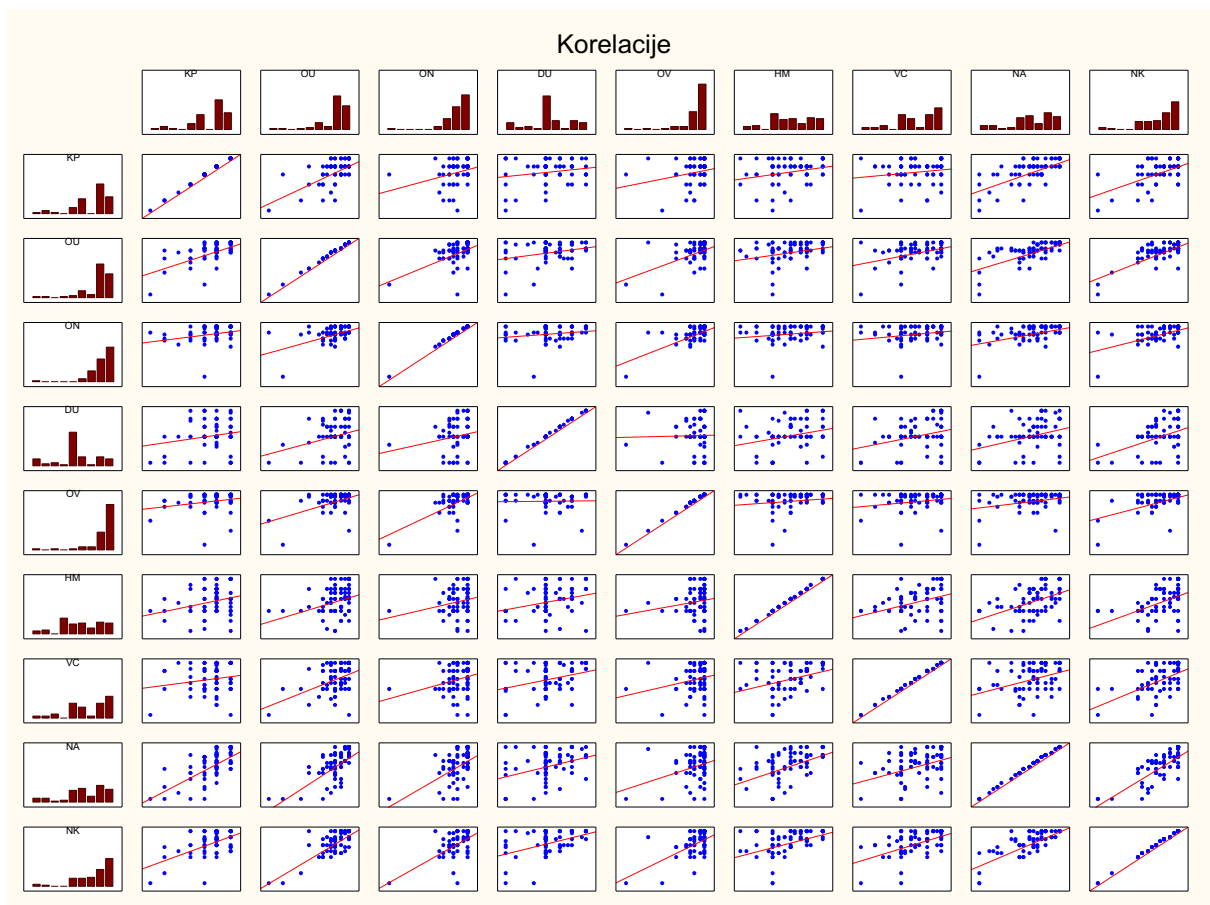 Korelacije
KP OU ON DU OV HM VC NA NK
KP
OU
ON
DU
OV
HM
VC
NA
NK